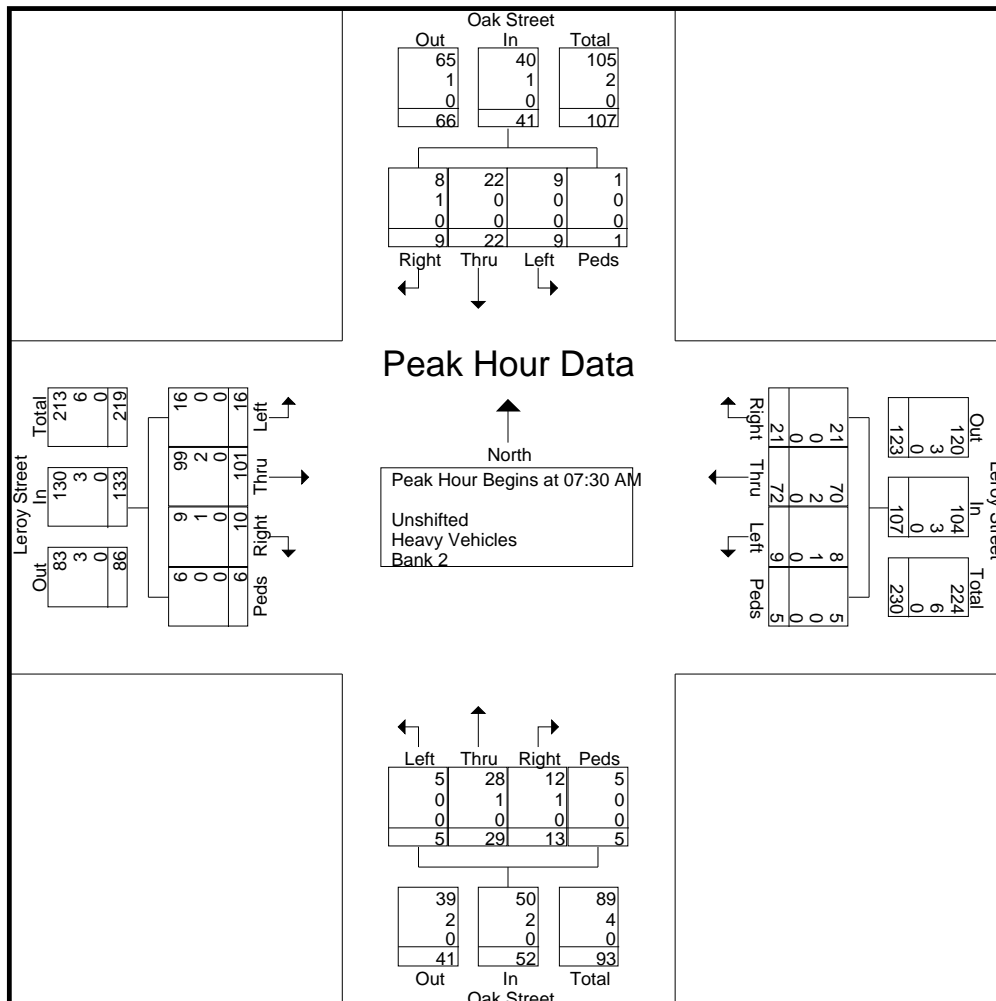 Oak Street
Out In Total
65 40 105
1 1 2
0 0 0
66 41 107
8 22 9 1
1 0 0 0
0 0 0 0
9 22 9 1
Right Thru Left Peds
Peak Hour Data
North
Peak Hour Begins at 07:30 AM
Unshifted
Heavy Vehicles
Bank 2
Leroy Street
Out In Total
83 130 213
3 3 6
0 0 0
86 133 219
9 99 16
6 0 0 6
Peds
10 0 1 9
Right
101 0 2 99
Thru
16 0 0 16
Left
Right Thru Left Peds
21 70 8 5
0 2 1 0
0 0 0 0
21 72 9 5
Leroy Street
Out In Total
120 104 224
3 3 6
0 0 0
123 107 230
Left Thru Right Peds
5 28 12 5
0 1 1 0
0 0 0 0
5 29 13 5
39 50 89
2 2 4
0 0 0
41 52 93
Out In Total
Oak Street